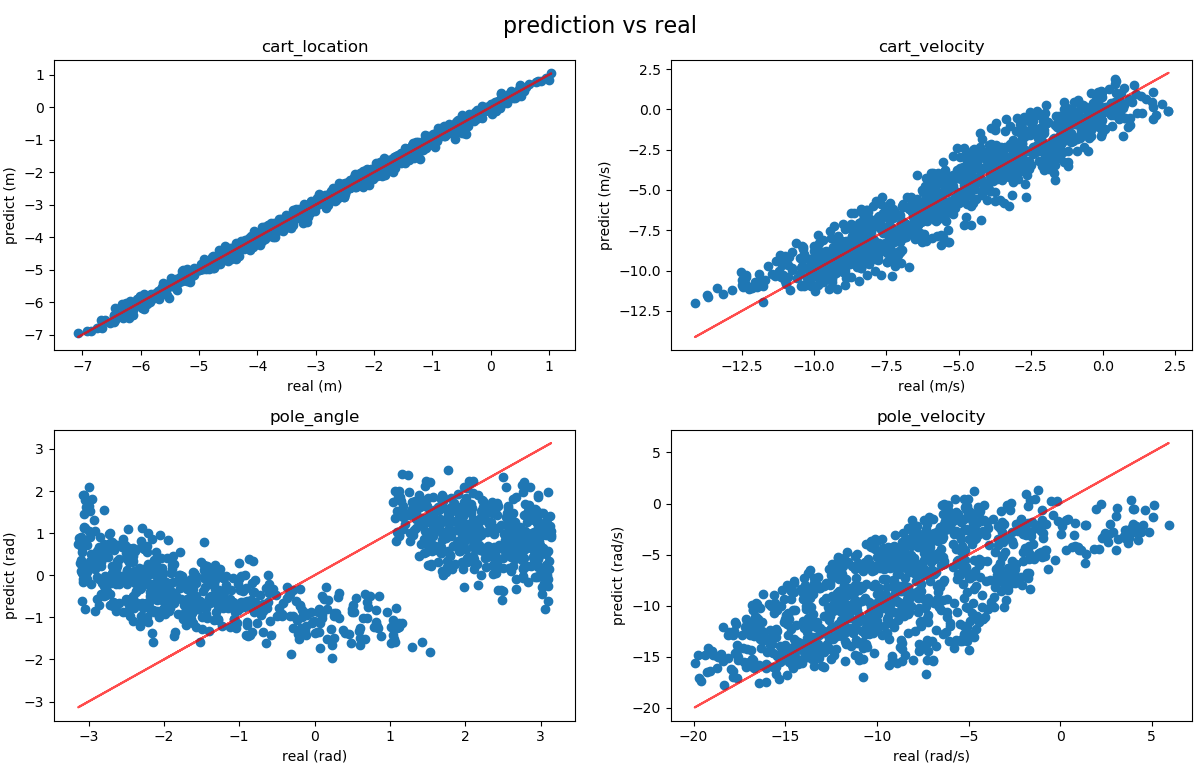 prediction vs real
cart_location
1
0
−1
−2
−3
−4
−5
−6
−7
predict (m)
−7 −6 −5 −4 −3 −2 −1 0 1
real (m)
cart_velocity
2.5
0.0
−2.5
−5.0
−7.5
−10.0
−12.5
predict (m/s)
−12.5 −10.0 −7.5 −5.0 −2.5 0.0 2.5
real (m/s)
pole_angle
3
2
1
0
−1
−2
−3
predict (rad)
−3 −2 −1 0 1 2 3
real (rad)
pole_velocity
5
0
−5
−10
−15
−20
predict (rad/s)
−20 −15 −10 −5 0 5
real (rad/s)